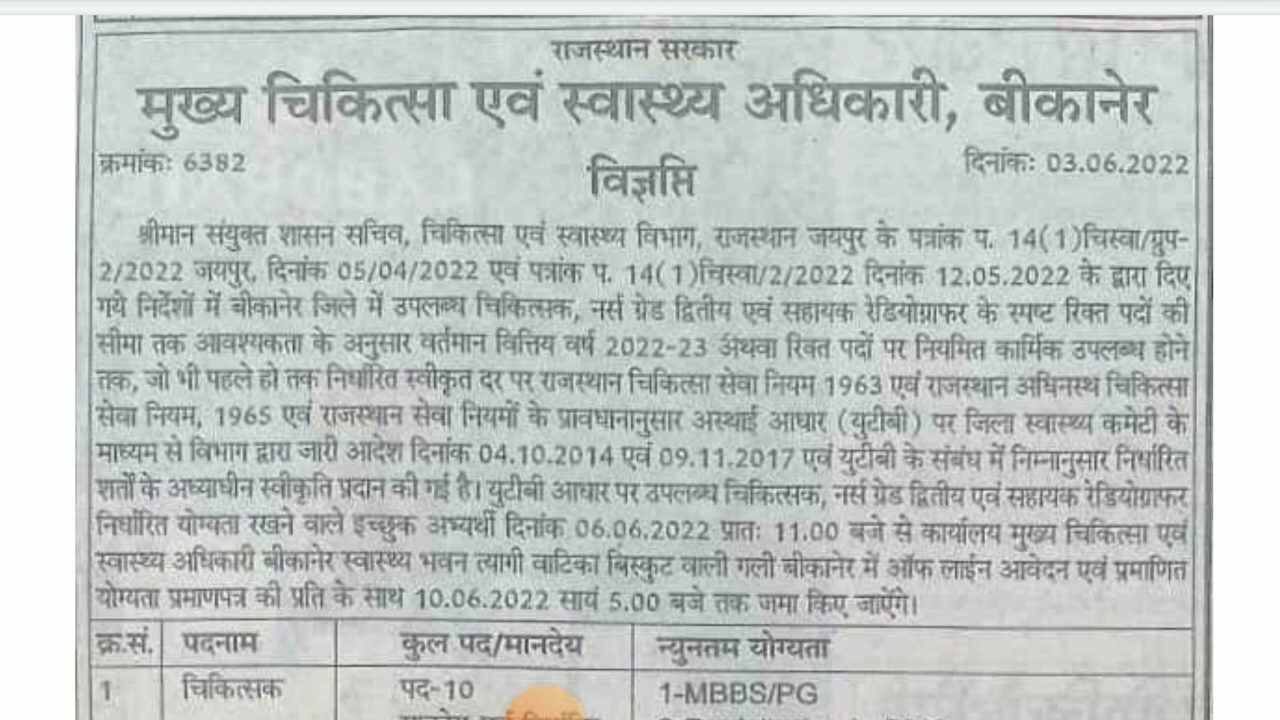 राजस्थान सरकार
मुख्य चिकित्सा एवं स्वास्थ्य अधिकारी, बीकानेर
क्रमांकः 6382
दिनांकः 03.06.2022
विज्ञप्ति
श्रीमान संयुक्त शासन सचिव, चिकित्सा एवं स्वास्थ्य विभाग, राजस्थान जयपुर के पत्रांक प. 14(1)चिस्वा/ग्रुप-
2/2022 जयपुर, दिनांक 05/04/2022 एवं पत्रांक प. 14(1)चिस्वा/2/2022 दिनांक 12.05.2022 के द्वारा दिए
गये निर्देशों में बीकानेर जिले में उपलब्ध चिकित्सक, नर्स ग्रेड द्वितीय एवं सहायक रेडियोग्राफर के स्पष्ट रिक्त पदों की
सीमा तक आवश्यकता के अनुसार वर्तमान वित्तिय वर्ष 2022-23 अथवा रिक्त पदों पर नियमित कार्मिक उपलब्ध होने
तक, जो भी पहले हो तक निर्धारित स्वीकृत दर पर राजस्थान चिकित्सा सेवा नियम 1963 एवं राजस्थान अधिनस्थ चिकित्सा
सेवा नियम, 1965 एवं राजस्थान सेवा नियमों के प्रावधानानुसार अस्थाई आधार (युटीबी) पर जिला स्वास्थ्य कमेटी के
माध्यम से विभाग द्वारा जारी आदेश दिनांक 04.10.2014 एवं 09.11.2017 एवं युटीबी के संबंध में निम्नानुसार निर्धारित
शर्तों के अध्याधीन स्वीकृति प्रदान की गई है। युटीबी आधार पर उपलब्ध चिकित्सक, नर्स ग्रेड द्वितीय एवं सहायक रेडियोग्राफर
निर्धारित योग्यता रखने वाले इच्छुक अभ्यर्थी दिनांक 06.06.2022 प्रातः 11.00 बजे से कार्यालय मुख्य चिकित्सा एवं
स्वास्थ्य अधिकारी बीकानेर स्वास्थ्य भवन त्यागी वाटिका बिस्कुट वाली गली बीकानेर में ऑफ लाईन आवेदन एवं प्रमाणित
योग्यता प्रमाणपत्र की प्रति के साथ 10.06.2022 सायं 5.00 बजे तक जमा किए जाऐंगे।
क्र.सं. पदनाम कुल पद/मानदेय न्युनतम योग्यता
1 चिकित्सक पद-10 1-MBBS/PG